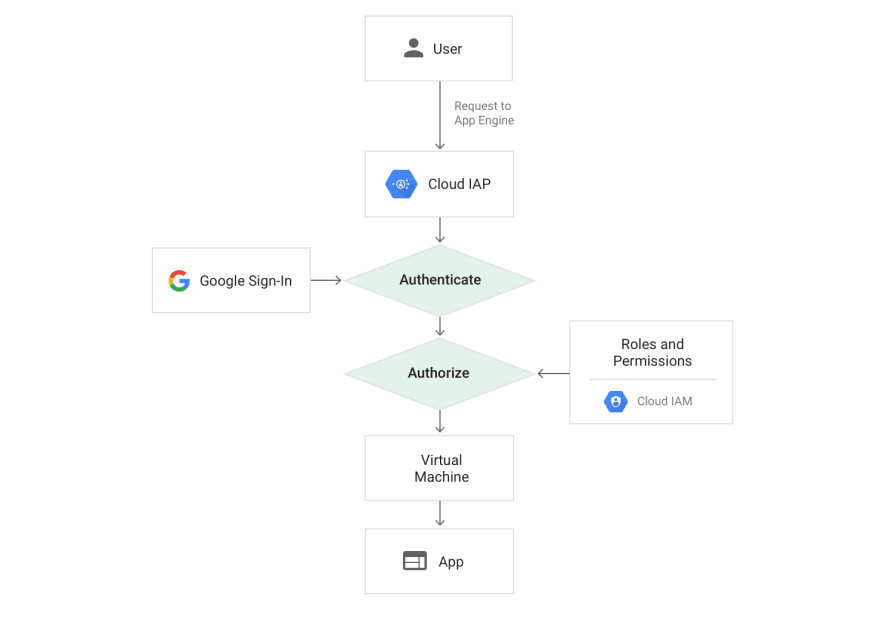 User
Request to
App Engine
Cloud IAP
Google Sign-In
Authenticate
Roles and
Permissions
Authorize
Cloud IAM
Virtual
Machine
App